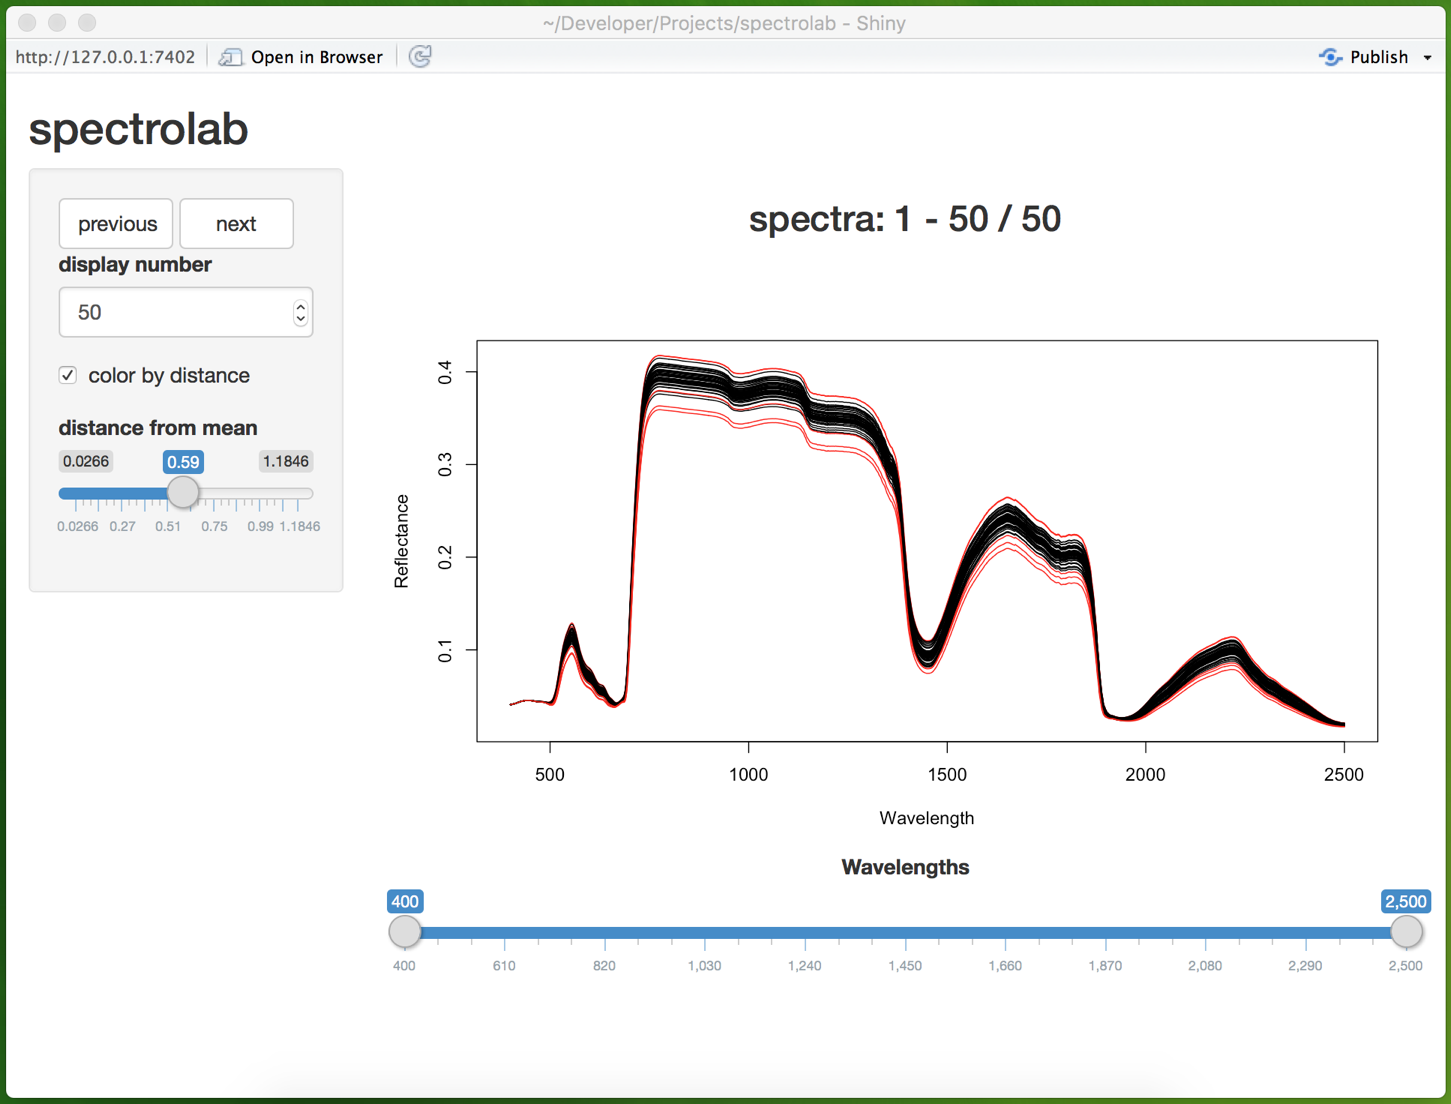 ~/Developer/Projects/spectrolab - Shiny
http://127.0.0.1:7402 Open in Browser Publish
spectrolab
previous next
display number
50
color by distance
distance from mean
0.0266 0.59 1.1846
0.0266 0.27 0.51 0.75 0.99 1.1846
spectra: 1 - 50 / 50
Reflectance
0.4
0.3
0.2
0.1
500 1000 1500 2000 2500
Wavelength
Wavelengths
400 2,500
400 610 820 1,030 1,240 1,450 1,660 1,870 2,080 2,290 2,500